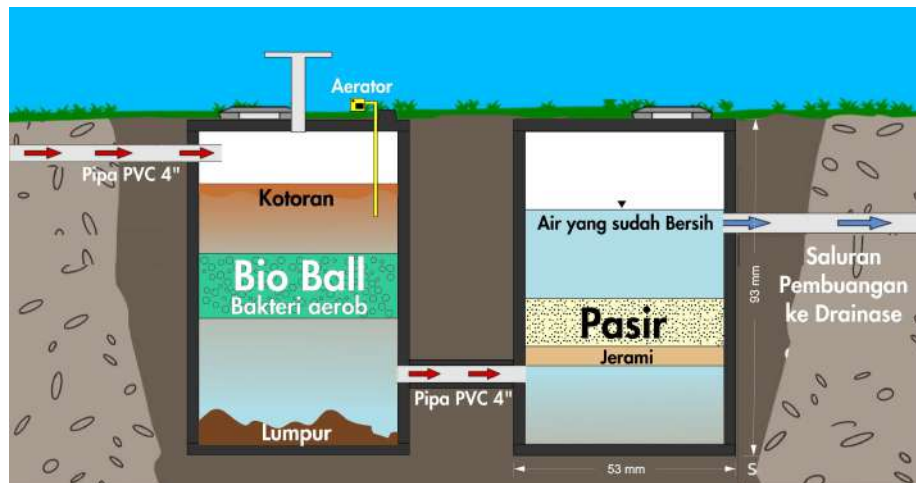 Aerator
Pipa PVC 4"
Kotoran
Bio Ball
Bakteri aerob
Lumpur
Pipa PVC 4"
Air yang sudah Bersih
Pasir
Jerami
93 mm
53 mm
S
Saluran
Pembuangan
ke Drainase